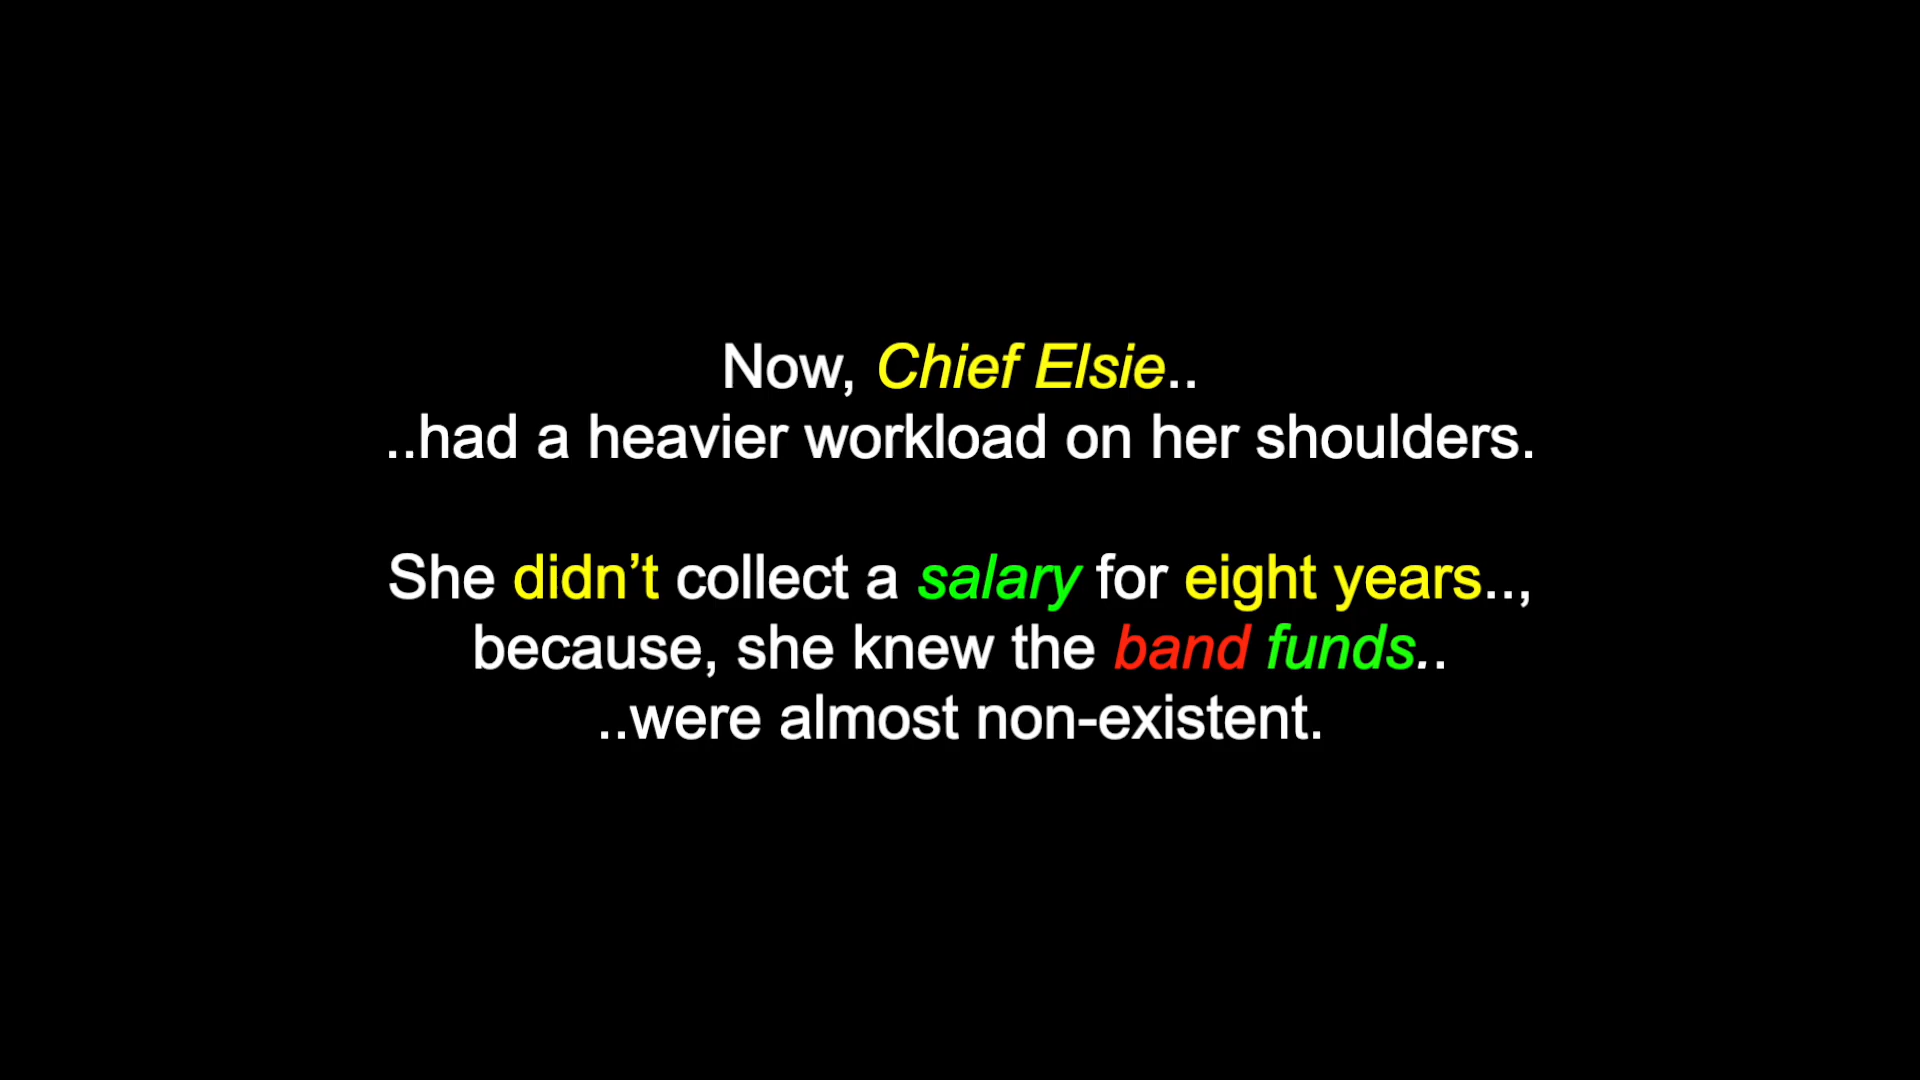 Now, Chief Elsie..
..had a heavier workload on her shoulders.
She didn’t collect a salary for eight years..,
because, she knew the band funds..
..were almost non-existent.